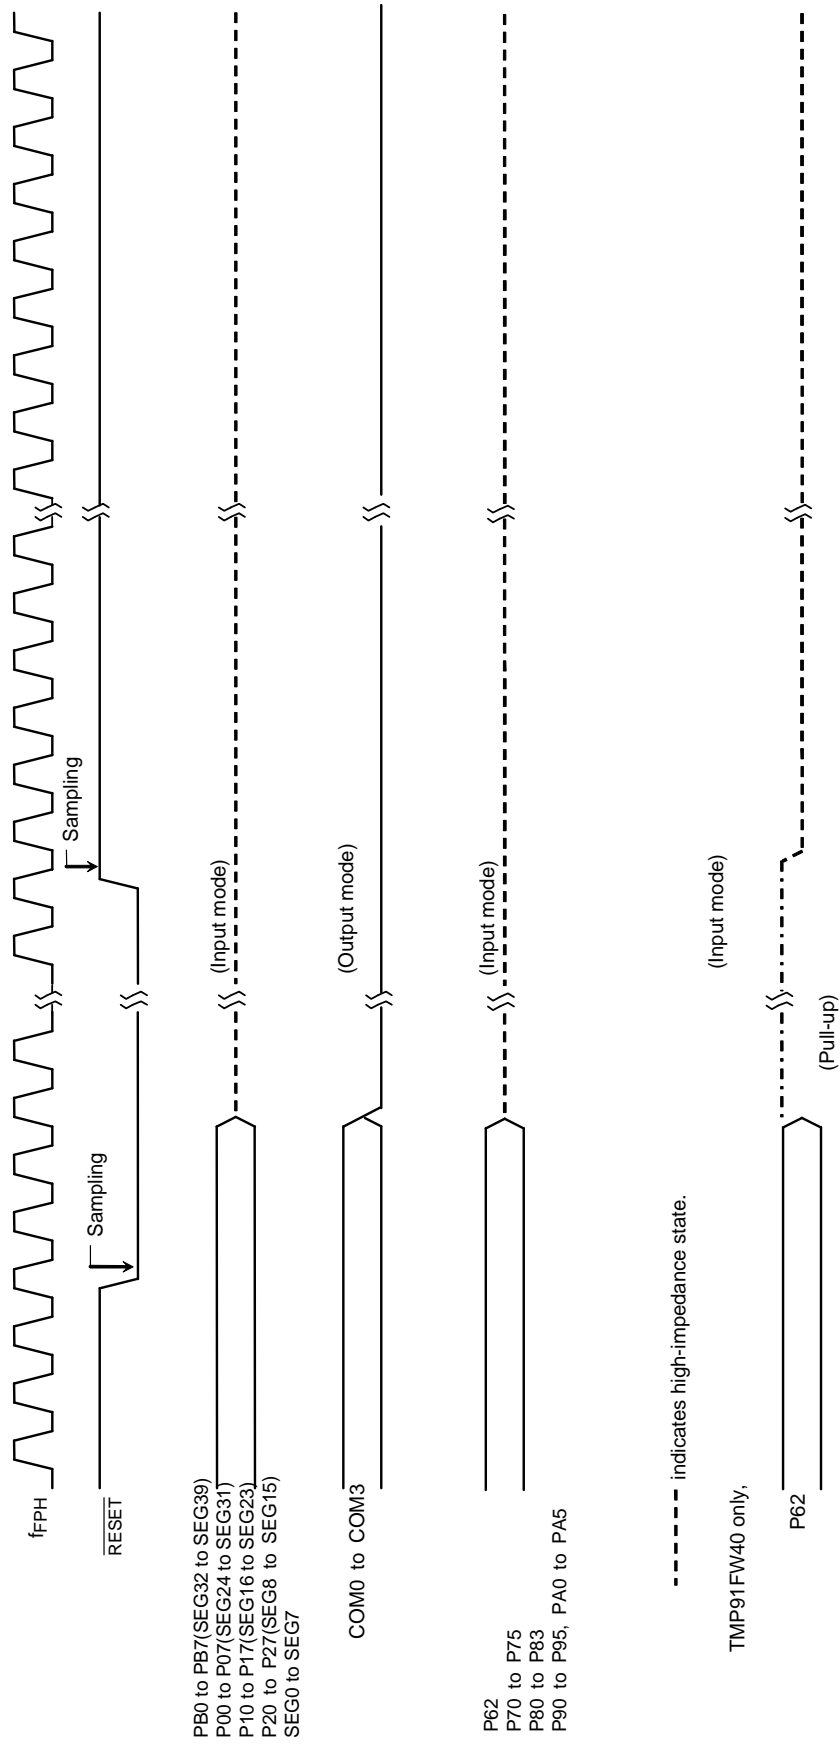 fFPH
RESET
Sampling
Sampling
PB0 to PB7(SEG32 to SEG39)
P00 to P07(SEG24 to SEG31)
P10 to P17(SEG16 to SEG23)
P20 to P27(SEG8 to SEG15)
SEG0 to SEG7
(Input mode)
COM0 to COM3
(Output mode)
P62
P70 to P75
P80 to P83
P90 to P95, PA0 to PA5
(Input mode)
indicates high-impedance state.
TMP91FW40 only,
(Input mode)
P62
(Pull-up)